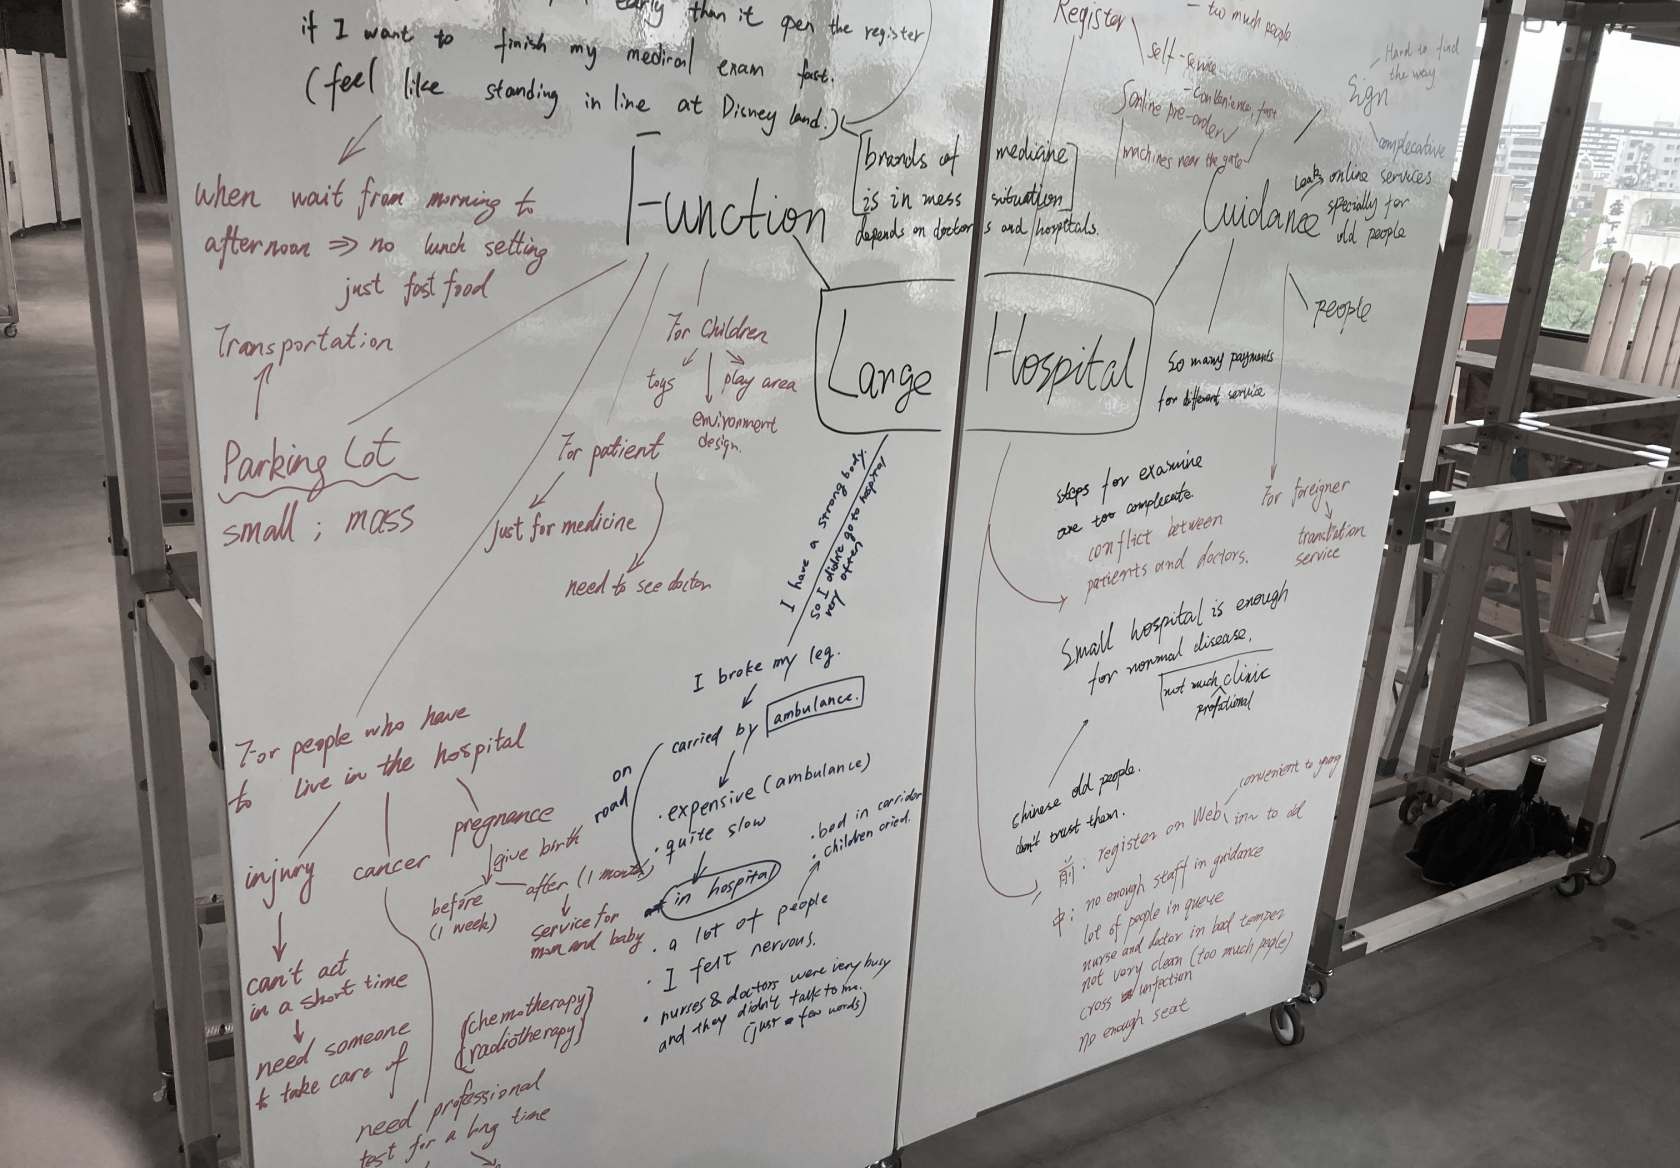 early than it open the register
if I want to finish my medical exam fast.
(feel like standing in line at Disney land.)
when wait from morning to
afternoon ⇒ no lunch setting
just fast food
Transportation
Parking Lot
small ; mass
Function
[brands of medicine]
is in mess situation
depends on doctors and hospitals.
For Children
toys
play area
environment
design.
For patient
just for medicine
need to see doctor
Large Hospital
Register
- too much people
self-service
- convenience, fast
online pre-order
machines near the gate
Guidance
Sign
Hard to find
the way
complecative
Leak online services
specially for
old people
people
So many payments
for different service
For foreigner
translation
service
steps for examine
are too complecate.
conflict between
patients and doctors.
Small hospital is enough
for normal disease.
not much clinic
profational
chinese old people.
don't trust them.
前: register on Web
convenient to young
inn to old
中: no enough staff in guidance
lot of people in queue
nurse and doctor in bad temper
not very clean (too much peple)
cross infection
no enough seat
I have a strong body.
so I didn't go to hospital
very often
I broke my leg.
carried by ambulance.
on
road
· expensive (ambulance)
· quite slow
in hospital
· bed in corridor
· children cried.
· a lot of people
· I felt nervous.
· nurses & doctors were very busy
and they didn't talk to me.
(just a few words)
For people who have
to live in the hospital
injury
cancer
pregnance
give birth
before
(1 week)
after (1 month)
service for
mom and baby
can't act
in a short time
need someone
to take care of
(chemotherapy)
(radiotherapy)
need professional
test for a long time